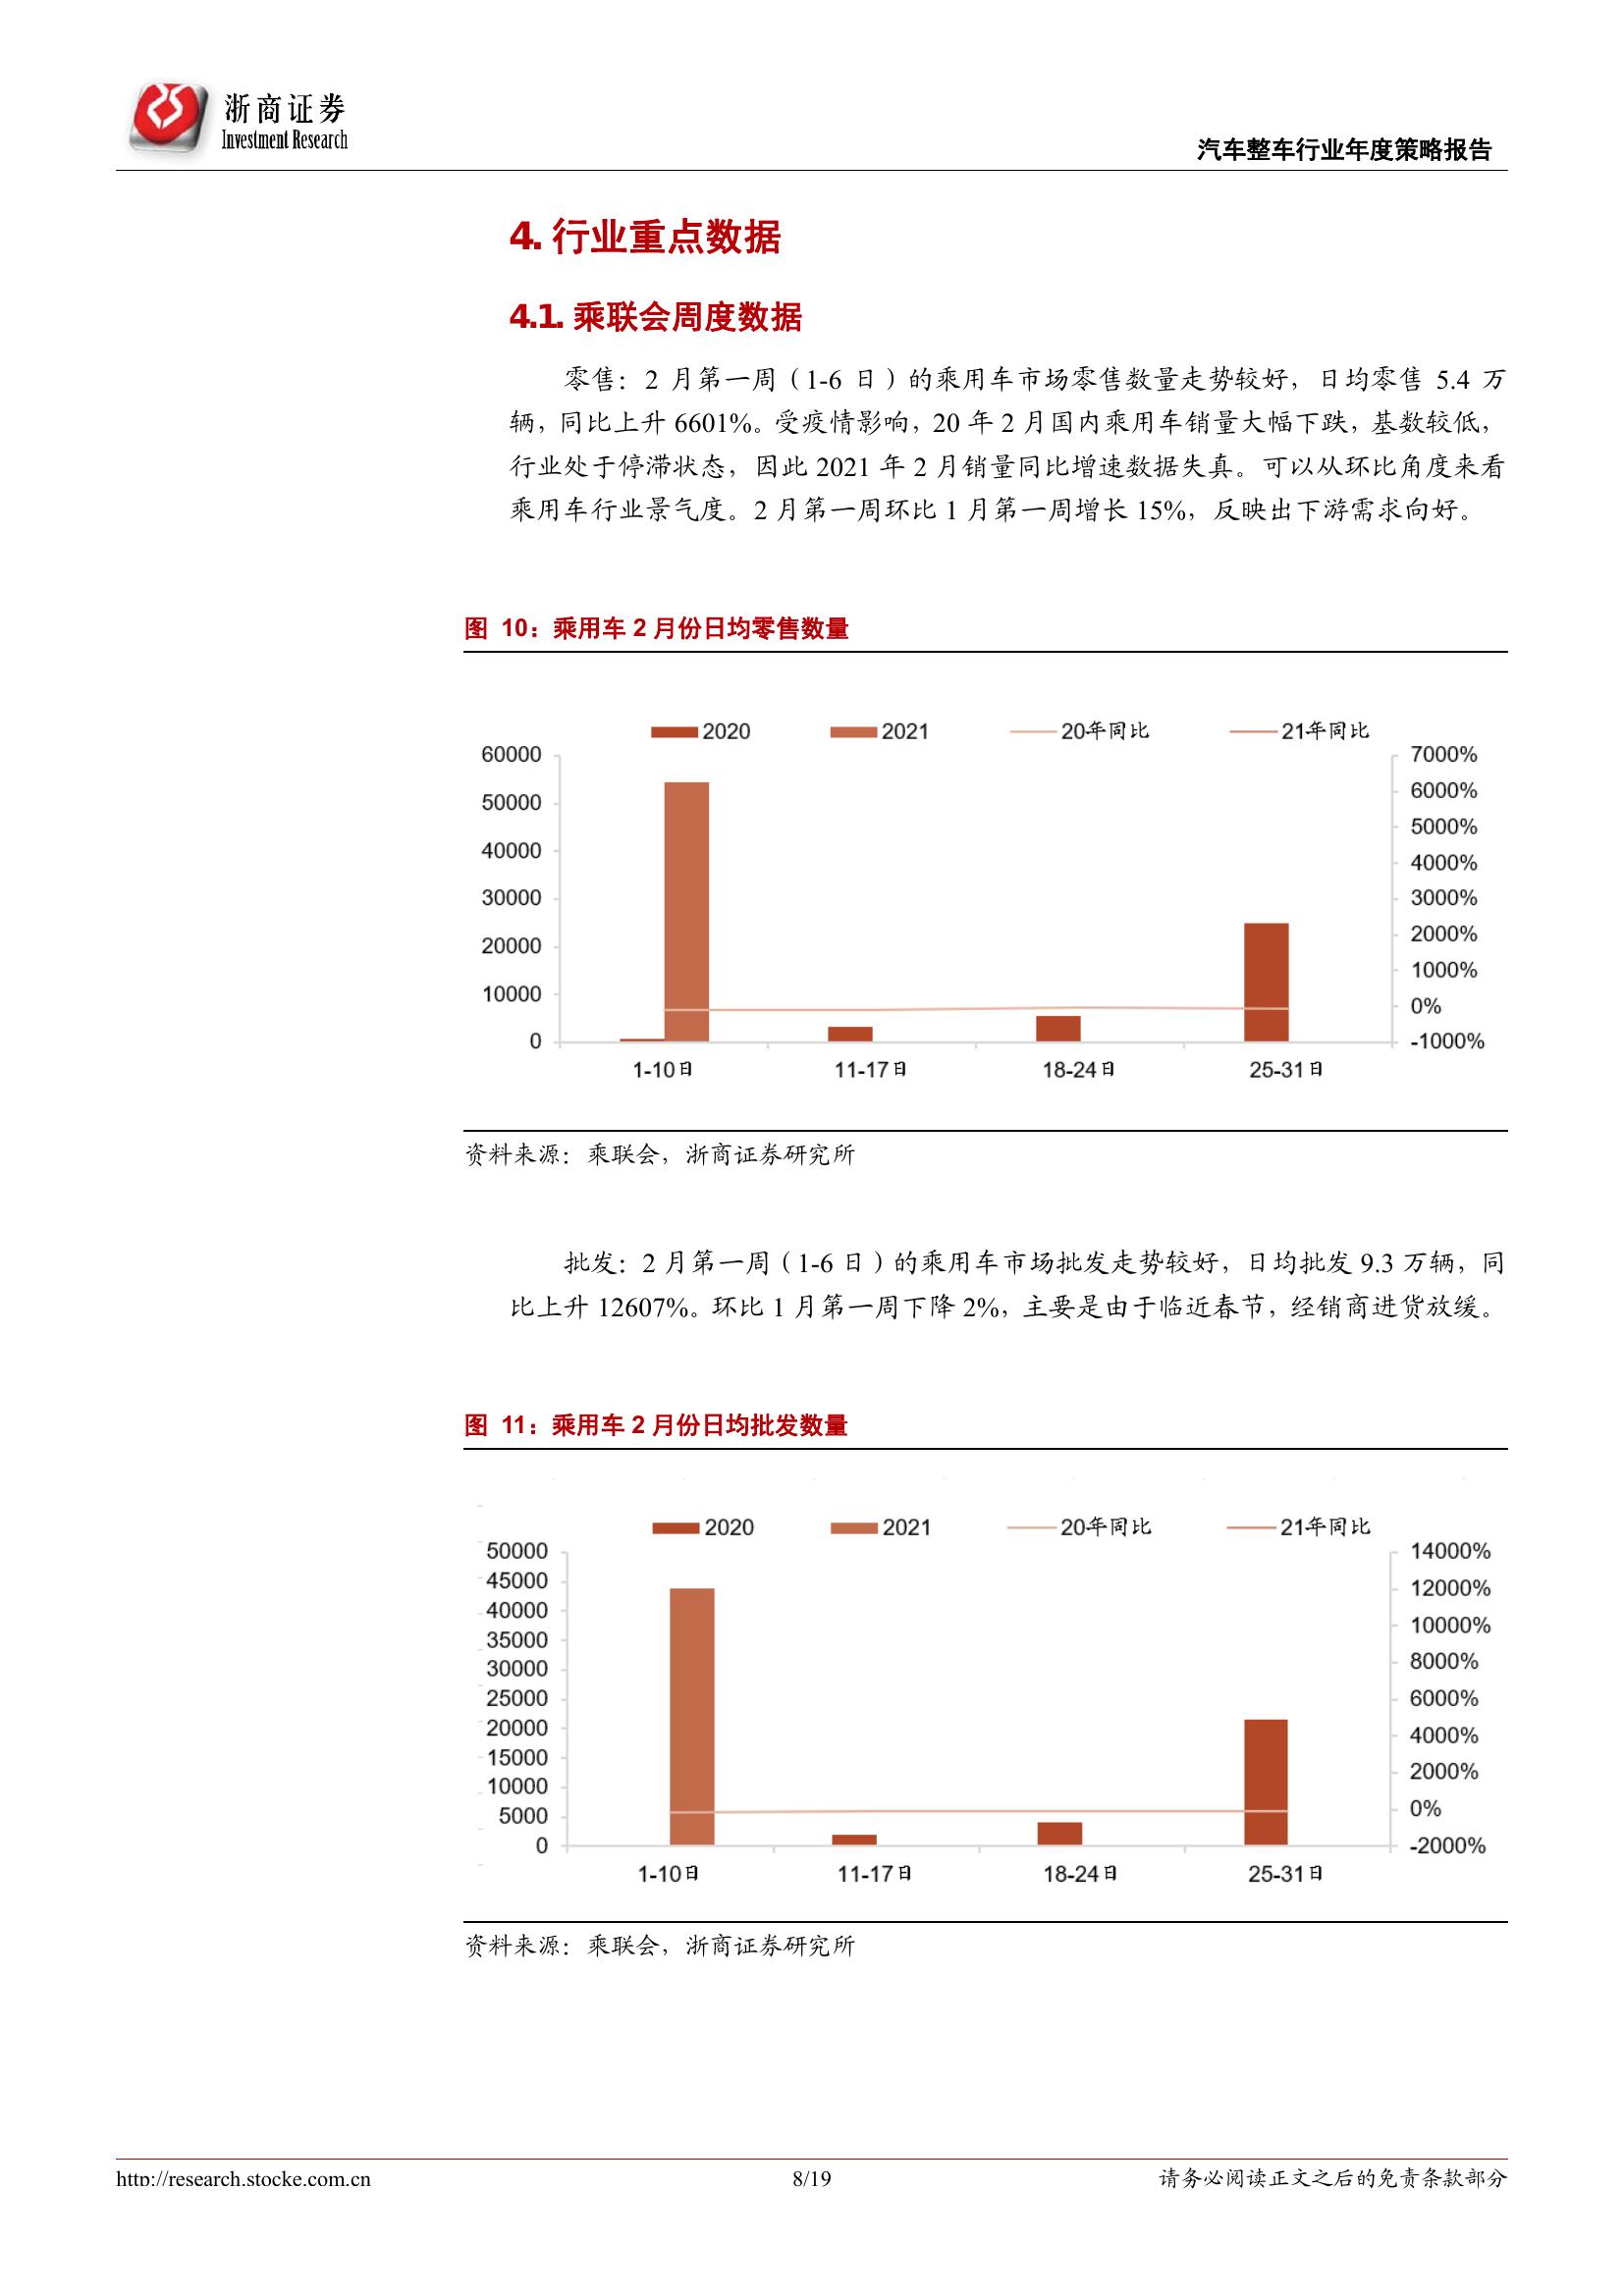 浙商证券
Investment Research
汽车整车行业年度策略报告
4. 行业重点数据
4.1. 乘联会周度数据
零售：2 月第一周（1-6 日）的乘用车市场零售数量走势较好，日均零售 5.4 万
辆，同比上升 6601%。受疫情影响，20 年 2 月国内乘用车销量大幅下跌，基数较低，
行业处于停滞状态，因此 2021 年 2 月销量同比增速数据失真。可以从环比角度来看
乘用车行业景气度。2 月第一周环比 1 月第一周增长 15%，反映出下游需求向好。
图 10：乘用车 2 月份日均零售数量
2020 2021 20年同比 21年同比
60000 7000%
50000 6000%
40000 5000%
30000 4000%
20000 3000%
10000 2000%
0 1000%
0%
-1000%
1-10日 11-17日 18-24日 25-31日
资料来源：乘联会，浙商证券研究所
批发：2 月第一周（1-6 日）的乘用车市场批发走势较好，日均批发 9.3 万辆，同
比上升 12607%。环比 1 月第一周下降 2%，主要是由于临近春节，经销商进货放缓。
图 11：乘用车 2 月份日均批发数量
2020 2021 20年同比 21年同比
50000 14000%
45000 12000%
40000 10000%
35000 8000%
30000 6000%
25000 4000%
20000 2000%
15000 0%
10000 -2000%
5000
0
1-10日 11-17日 18-24日 25-31日
资料来源：乘联会，浙商证券研究所
http://research.stocke.com.cn 8/19 请务必阅读正文之后的免责条款部分